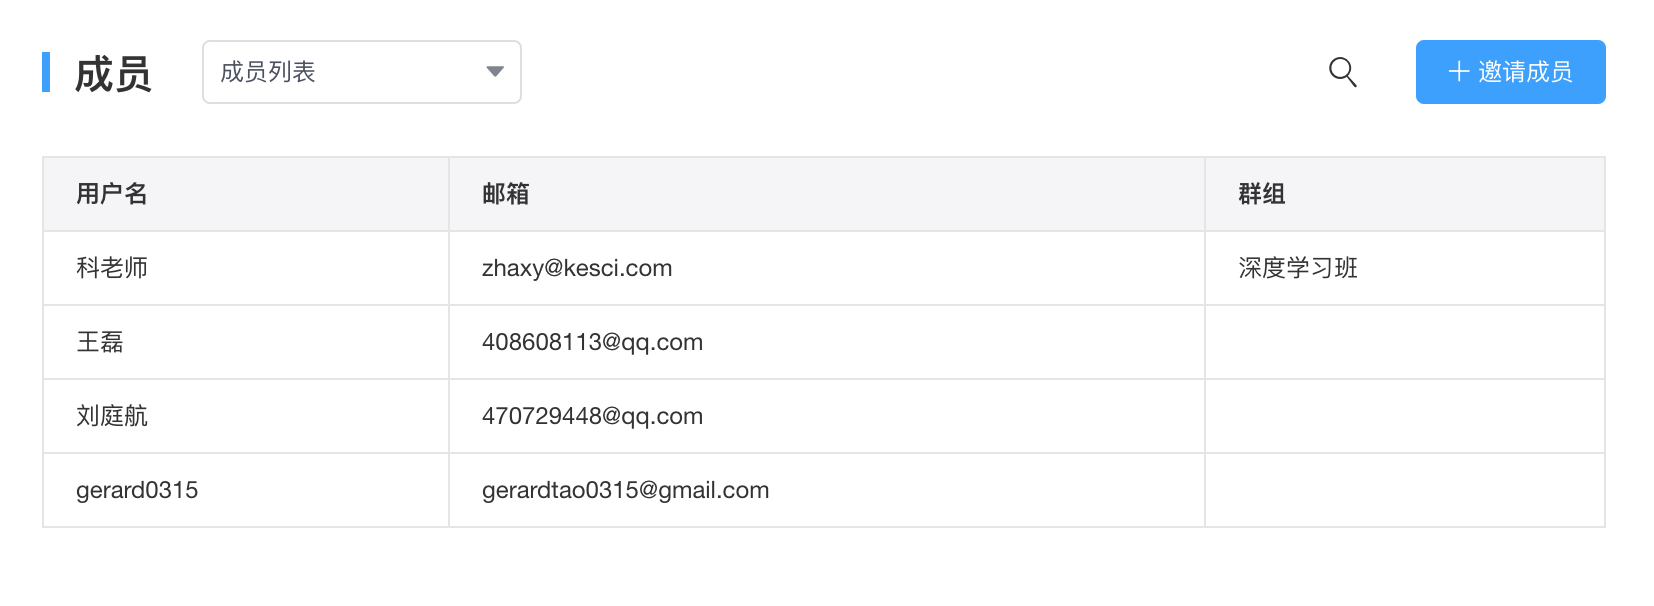 成员 成员列表 + 邀请成员
用户名 邮箱 群组
科老师 zhaxy@kesci.com 深度学习班
王磊 408608113@qq.com
刘庭航 470729448@qq.com
gerard0315 gerardtao0315@gmail.com